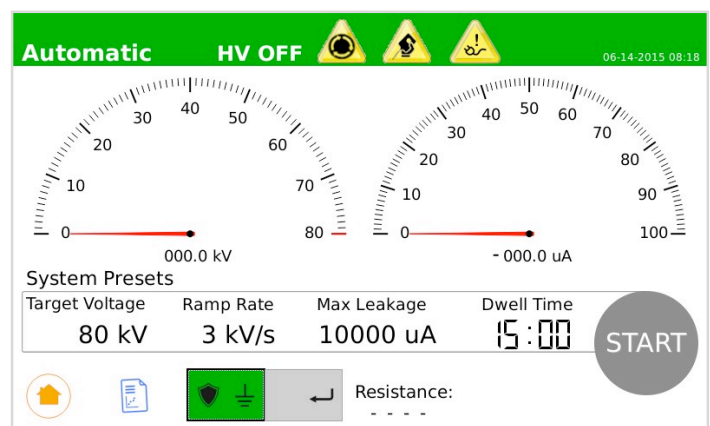 Automatic HV OFF 06-14-2015 08:18
0 10 20 30 40 50 60 70 80
000.0 kV
0 10 20 30 40 50 60 70 80 90 100
- 000.0 uA
System Presets
Target Voltage Ramp Rate Max Leakage Dwell Time
80 kV 3 kV/s 10000 uA 15:00
START
Resistance:
- - - -